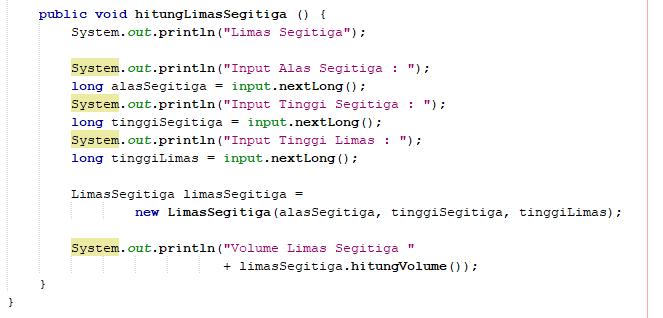 public void hitungLimasSegitiga () {
System.out.println("Limas Segitiga");
System.out.println("Input Alas Segitiga : ");
long alasSegitiga = input.nextLong();
System.out.println("Input Tinggi Segitiga : ");
long tinggiSegitiga = input.nextLong();
System.out.println("Input Tinggi Limas : ");
long tinggiLimas = input.nextLong();
LimasSegitiga limasSegitiga =
new LimasSegitiga(alasSegitiga, tinggiSegitiga, tinggiLimas);
System.out.println("Volume Limas Segitiga "
+ limasSegitiga.hitungVolume());
}
}